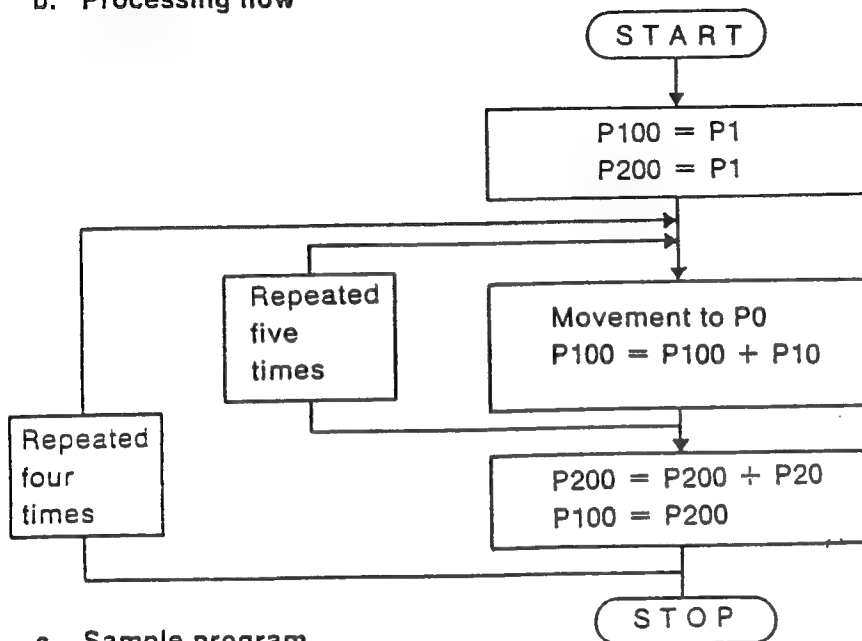 b. Processing flow
START
P100 = P1
P200 = P1
Repeated
five
times
Movement to P0
P100 = P100 + P10
Repeated
four
times
P200 = P200 + P20
P100 = P200
STOP
c. Sample program